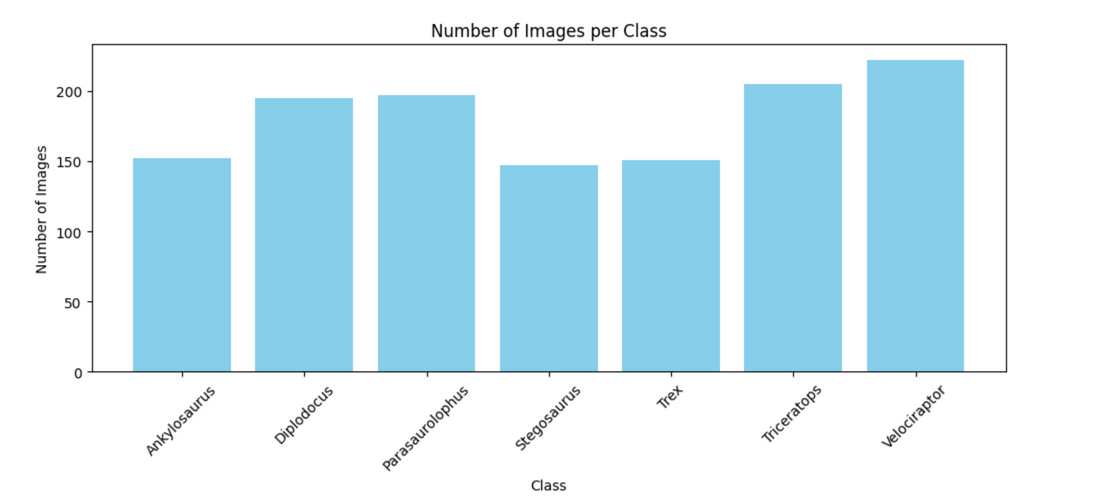 Number of Images per Class
Number of Images
200
150
100
50
0
Ankylosaurus
Diplodocus
Parasaurolophus
Stegosaurus
Trex
Triceratops
Velociraptor
Class